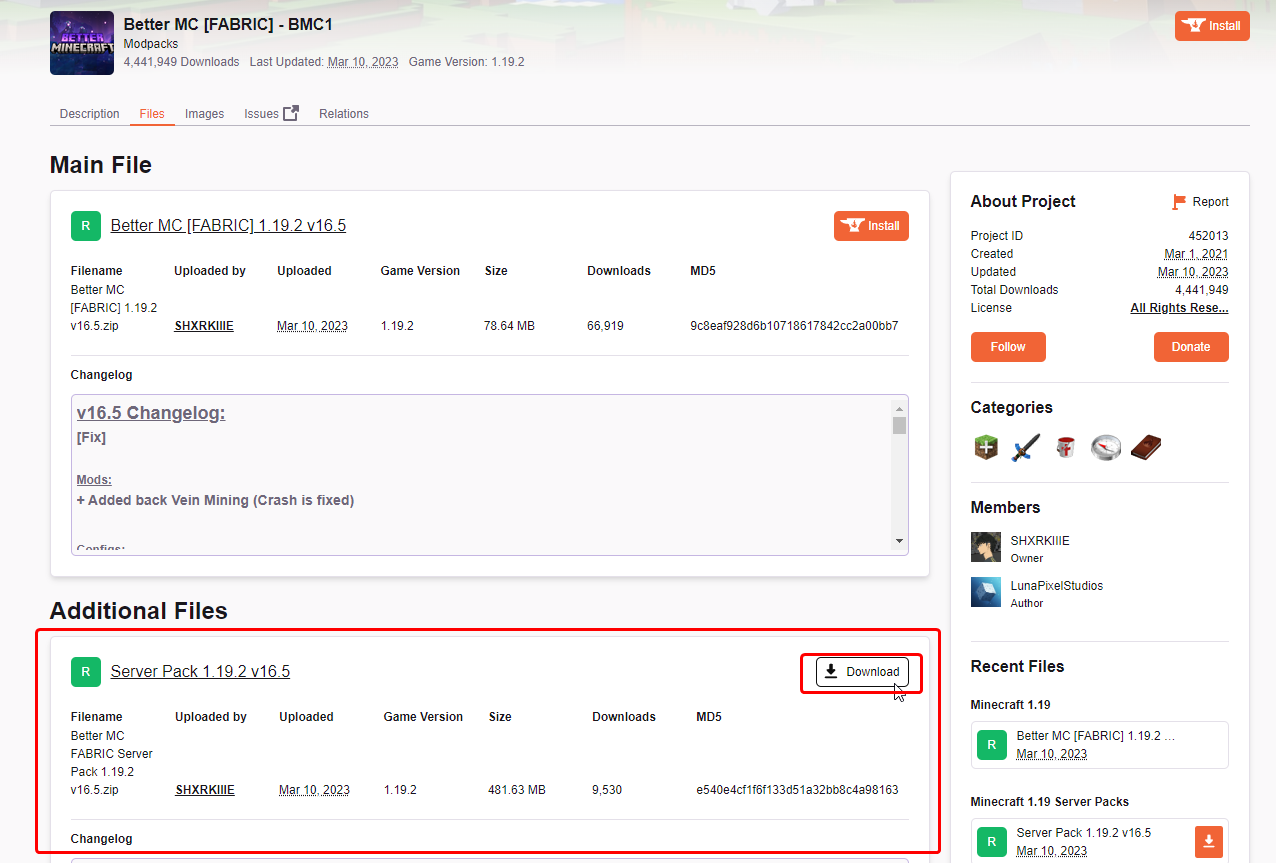 BETTER
MINECRAFT
Better MC [FABRIC] - BMC1
Modpacks
4,441,949 Downloads Last Updated: Mar 10, 2023 Game Version: 1.19.2
Install
Description Files Images Issues Relations
Main File
R Better MC [FABRIC] 1.19.2 v16.5 Install
Filename Uploaded by Uploaded Game Version Size Downloads MD5
Better MC
[FABRIC] 1.19.2
v16.5.zip SHXRKIIIE Mar 10, 2023 1.19.2 78.64 MB 66,919 9c8eaf928d6b10718617842cc2a00bb7
Changelog
v16.5 Changelog:
[Fix]
Mods:
+ Added back Vein Mining (Crash is fixed)
Configs:
Additional Files
R Server Pack 1.19.2 v16.5 Download
Filename Uploaded by Uploaded Game Version Size Downloads MD5
Better MC
FABRIC Server
Pack 1.19.2
v16.5.zip SHXRKIIIE Mar 10, 2023 1.19.2 481.63 MB 9,530 e540e4cf1f6f133d51a32bb8c4a98163
Changelog
About Project Report
Project ID 452013
Created Mar 1, 2021
Updated Mar 10, 2023
Total Downloads 4,441,949
License All Rights Rese...
Follow Donate
Categories
Members
SHXRKIIIE
Owner
LunaPixelStudios
Author
Recent Files
Minecraft 1.19
R Better MC [FABRIC] 1.19.2 ...
Mar 10, 2023
Minecraft 1.19 Server Packs
R Server Pack 1.19.2 v16.5
Mar 10, 2023